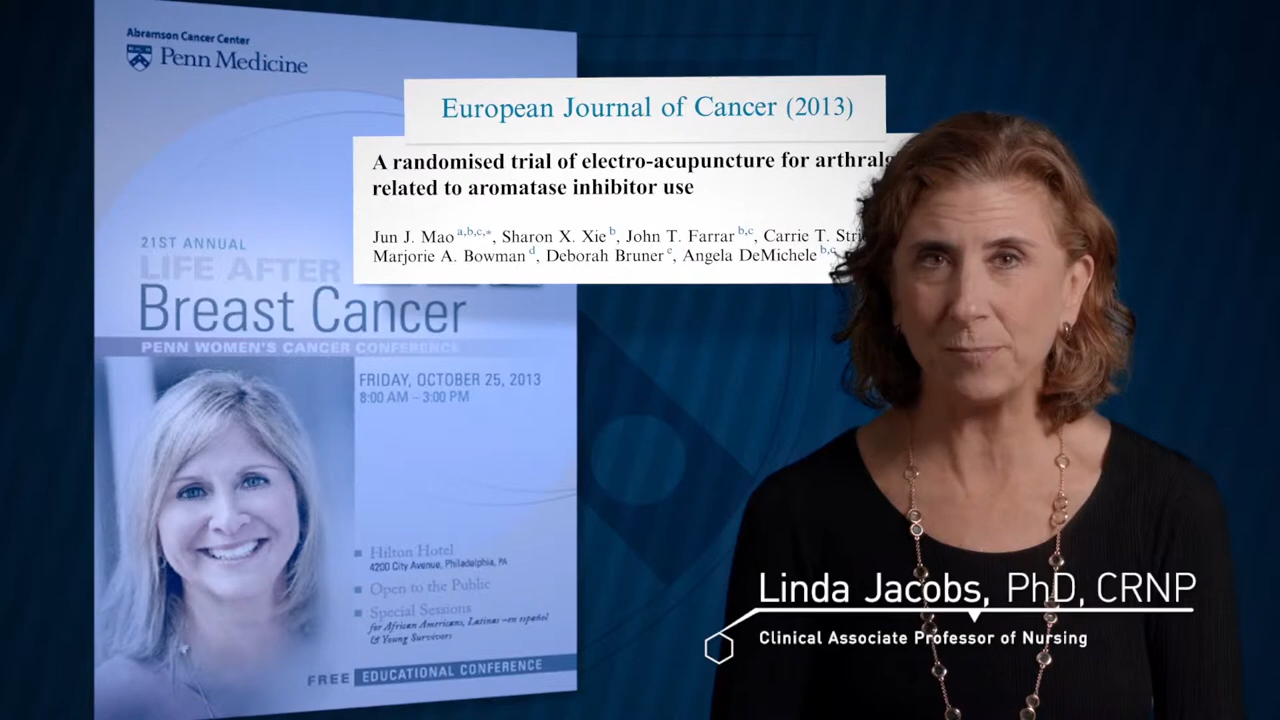 Abramson Cancer Center
Penn Medicine
European Journal of Cancer (2013)
A randomised trial of electro-acupuncture for
related to aromatase inhibitor use
Jun J. Mao a,b,c,*, Sharon X. Xie b, John T. Farrar b,c, Carrie T.
Marjorie A. Bowman d, Deborah Bruner e, Angela DeMichele b,c
21ST ANNUAL
LIFE AFTER
Breast Cancer
PENN WOMEN'S CANCER CONFERENCE
FRIDAY, OCTOBER 25, 2013
8:00 AM – 3:00 PM
Hilton Hotel
4200 City Avenue, Philadelphia, PA
Open to the Public
Special Sessions
for African Americans, Latinas –en español
& Young Survivors
FREE EDUCATIONAL CONFERENCE
Linda Jacobs, PhD, CRNP
Clinical Associate Professor of Nursing